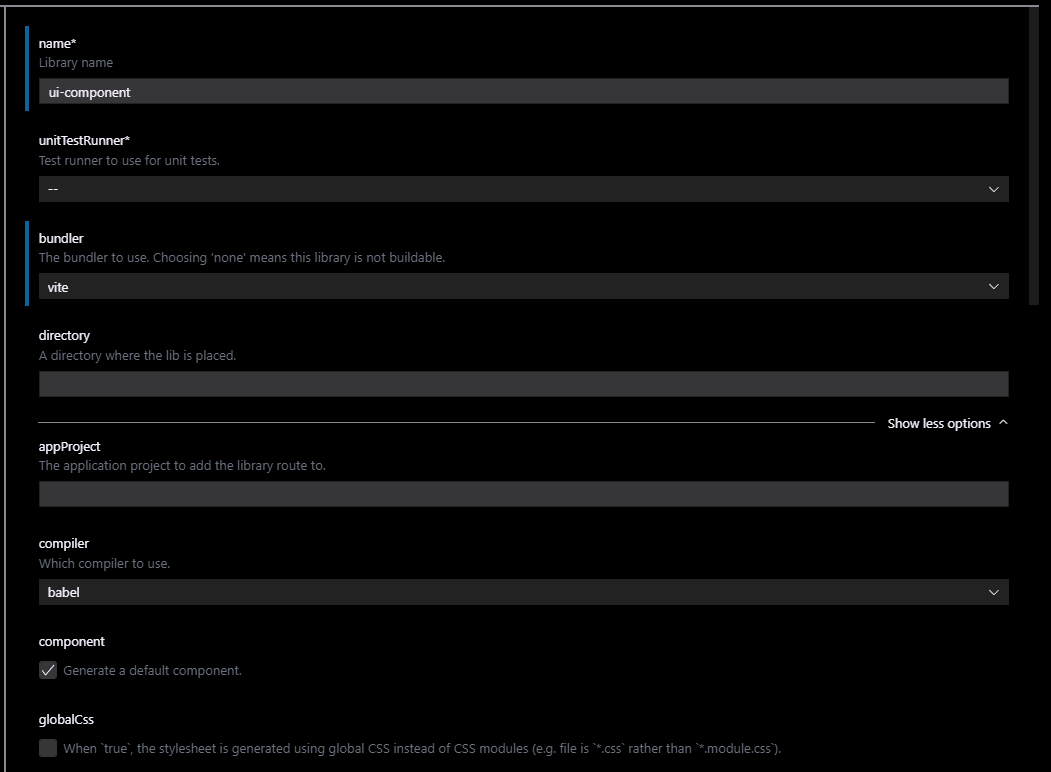 name*
Library name
ui-component
unitTestRunner*
Test runner to use for unit tests.
--
bundler
The bundler to use. Choosing 'none' means this library is not buildable.
vite
directory
A directory where the lib is placed.
Show less options
appProject
The application project to add the library route to.
compiler
Which compiler to use.
babel
component
Generate a default component.
globalCss
When `true`, the stylesheet is generated using global CSS instead of CSS modules (e.g. file is `*.css` rather than `*.module.css`).